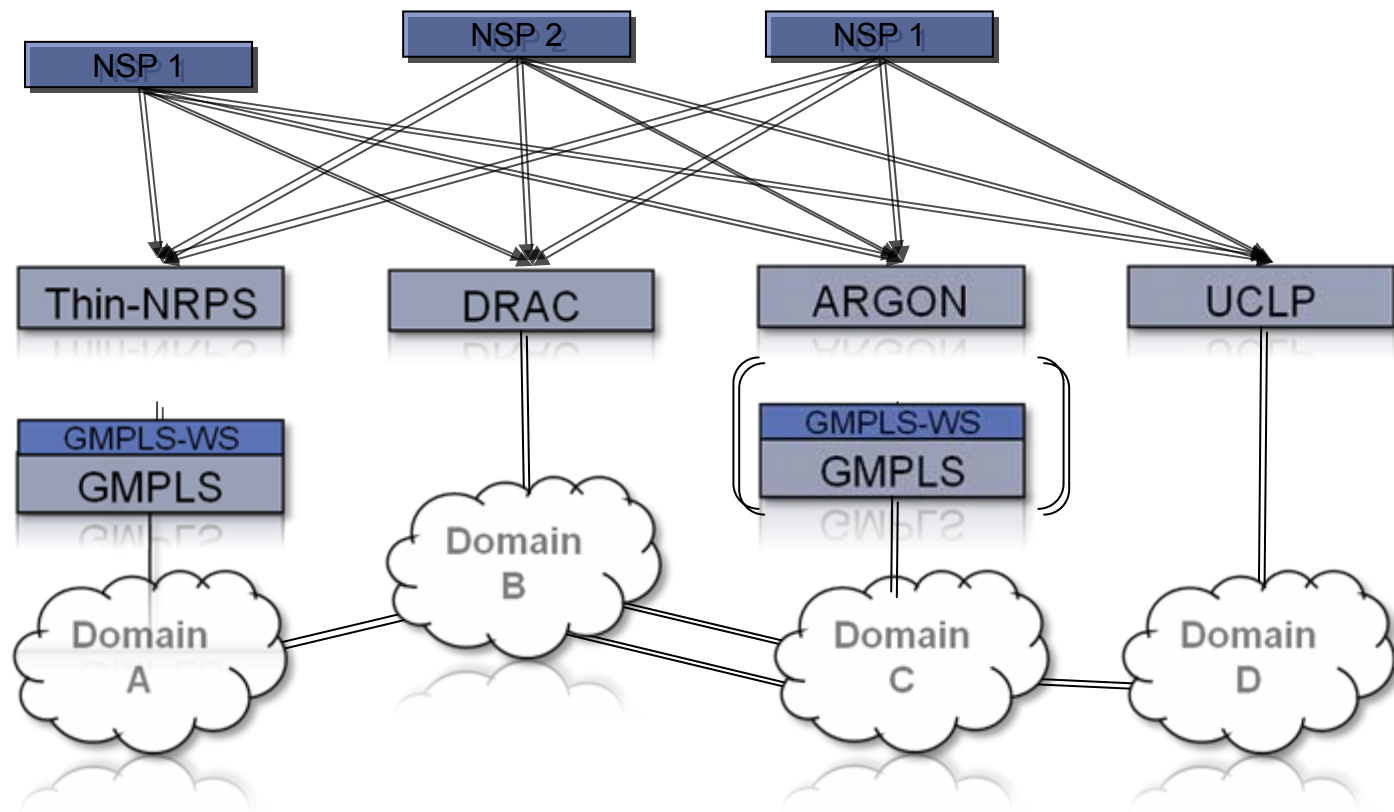 NSP 1
NSP 2
NSP 1
Thin-NRPS
DRAC
ARGON
UCLP
GMPLS-WS
GMPLS
GMPLS-WS
GMPLS
Domain
B
Domain
A
Domain
C
Domain
D